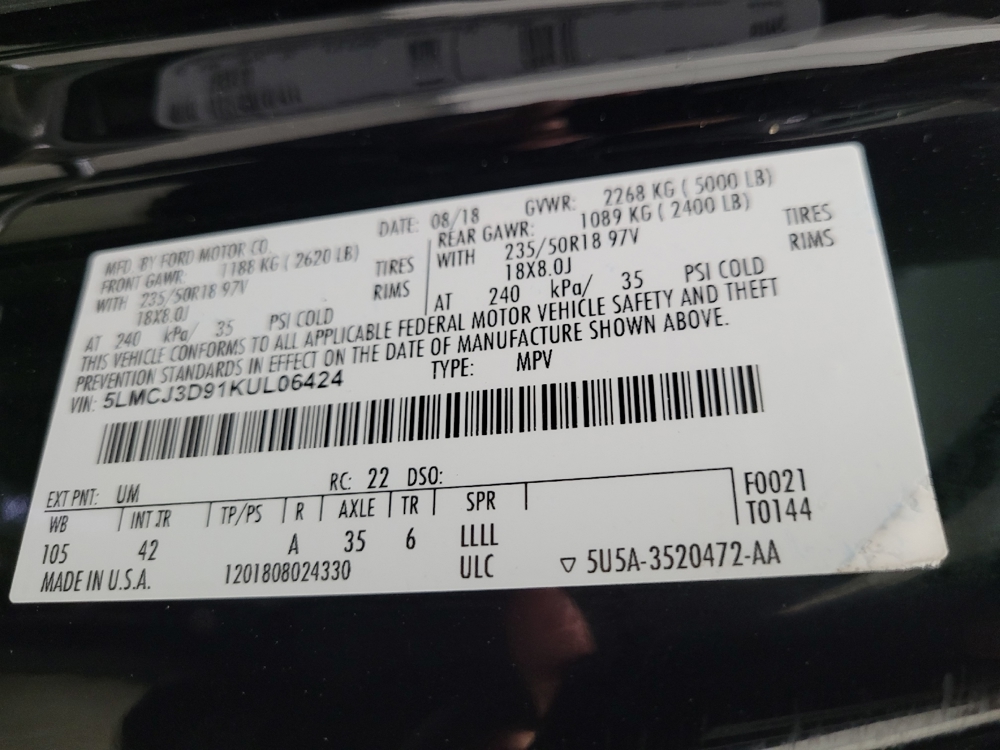 MFD. BY FORD MOTOR CO. DATE: 08/18 GVWR: 2268 KG ( 5000 LB)
FRONT GAWR: 1188 KG ( 2620 LB) REAR GAWR: 1089 KG ( 2400 LB)
WITH 235/50R18 97V TIRES WITH 235/50R18 97V TIRES
18X8.0J RIMS 18X8.0J RIMS
AT 240 kPa/ 35 PSI COLD AT 240 kPa/ 35 PSI COLD
THIS VEHICLE CONFORMS TO ALL APPLICABLE FEDERAL MOTOR VEHICLE SAFETY AND THEFT
PREVENTION STANDARDS IN EFFECT ON THE DATE OF MANUFACTURE SHOWN ABOVE.
VIN: 5LMCJ3D91KUL06424 TYPE: MPV
EXT PNT: UM RC: 22 DSO:
WB INT TR TP/PS R AXLE TR SPR F0021
105 42 A 35 6 LLLL T0144
MADE IN U.S.A. 1201808024330 ULC ▽ 5U5A-3520472-AA